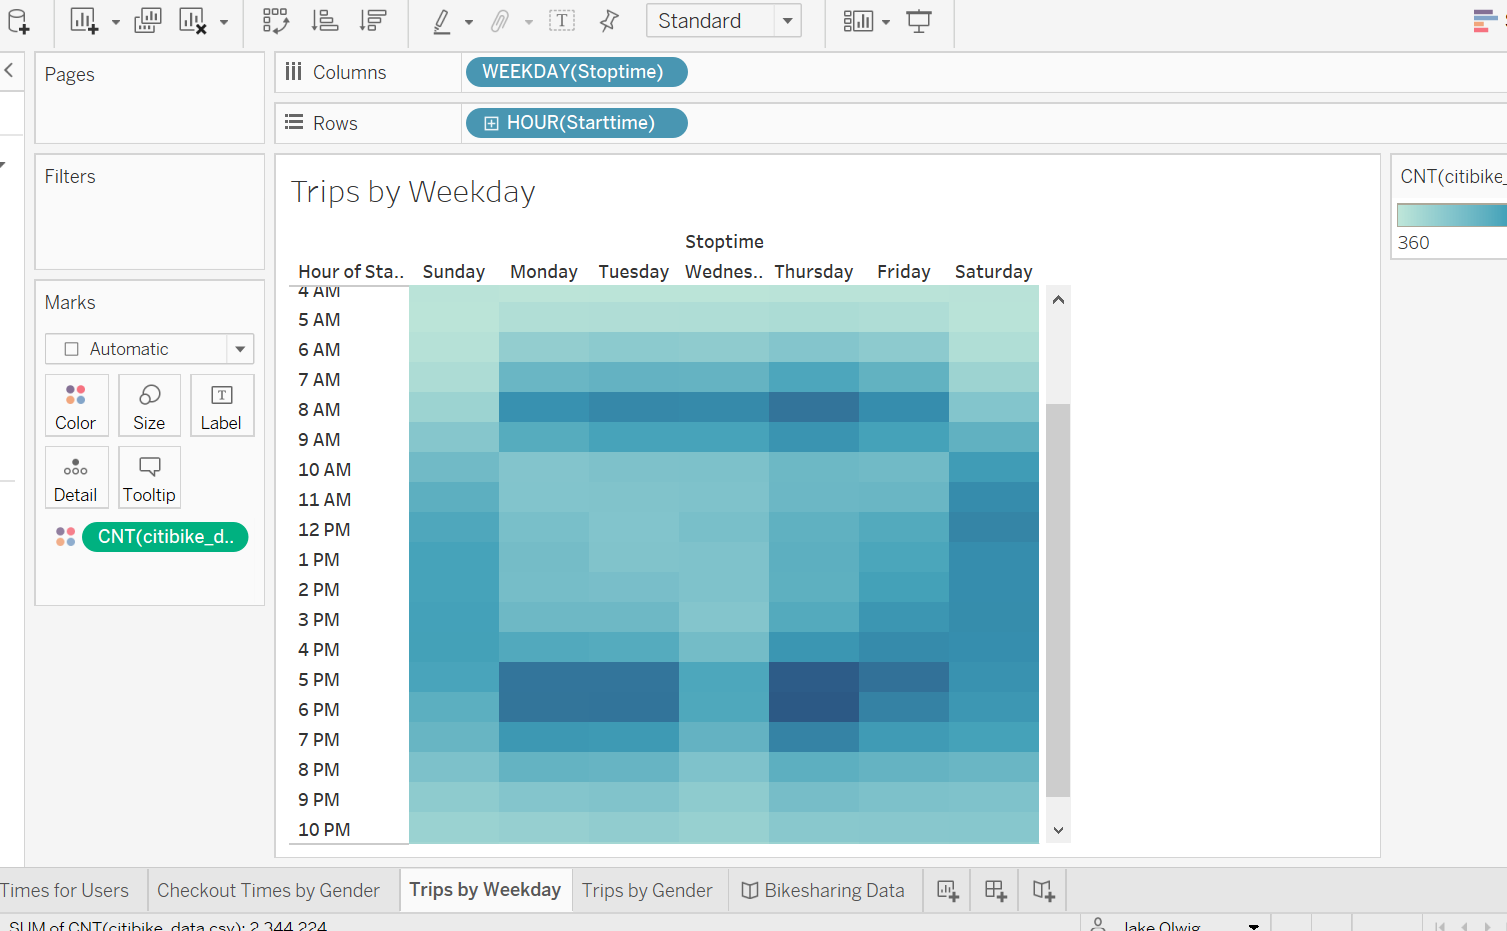 Standard
Pages
Columns
WEEKDAY(Stoptime)
Rows
HOUR(Starttime)
Filters
Trips by Weekday
CNT(citibike_
360
Stoptime
Hour of Sta.. Sunday Monday Tuesday Wednes.. Thursday Friday Saturday
Marks
Automatic
Color Size Label
Detail Tooltip
CNT(citibike_d..
4 AM
5 AM
6 AM
7 AM
8 AM
9 AM
10 AM
11 AM
12 PM
1 PM
2 PM
3 PM
4 PM
5 PM
6 PM
7 PM
8 PM
9 PM
10 PM
Times for Users Checkout Times by Gender Trips by Weekday Trips by Gender Bikesharing Data
SUM of CNT(citibike_data.csv): 2,344,224 Jake Olwig